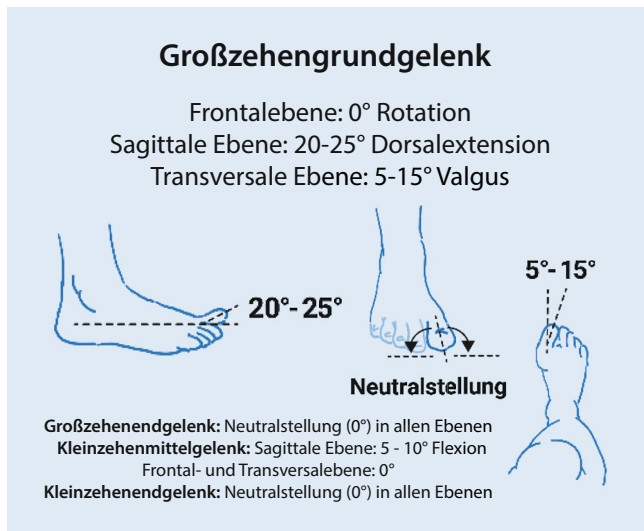 Großzehengrundgelenk
Frontalebene: 0° Rotation
Sagittale Ebene: 20-25° Dorsalextension
Transversale Ebene: 5-15° Valgus
20°- 25°
5°- 15°
Neutralstellung
Großzehenendgelenk: Neutralstellung (0°) in allen Ebenen
Kleinzehenmittelgelenk: Sagittale Ebene: 5 - 10° Flexion
Frontal- und Transversalebene: 0°
Kleinzehenendgelenk: Neutralstellung (0°) in allen Ebenen